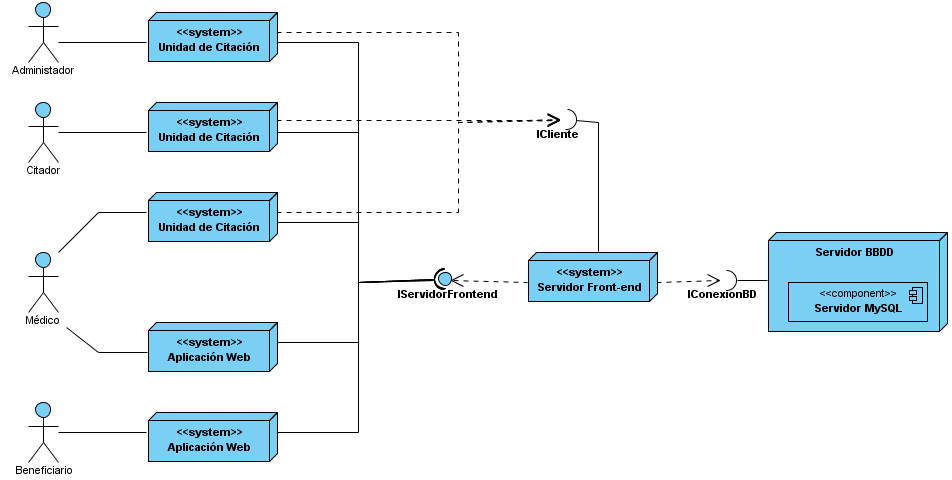 <<system>>
Unidad de Citación
Administador
<<system>>
Unidad de Citación
Citador
ICliente
<<system>>
Unidad de Citación
Médico
<<system>>
Servidor Front-end
IServidorFrontend
IConexionBD
Servidor BBDD
<<component>>
Servidor MySQL
<<system>>
Aplicación Web
<<system>>
Aplicación Web
Beneficiario